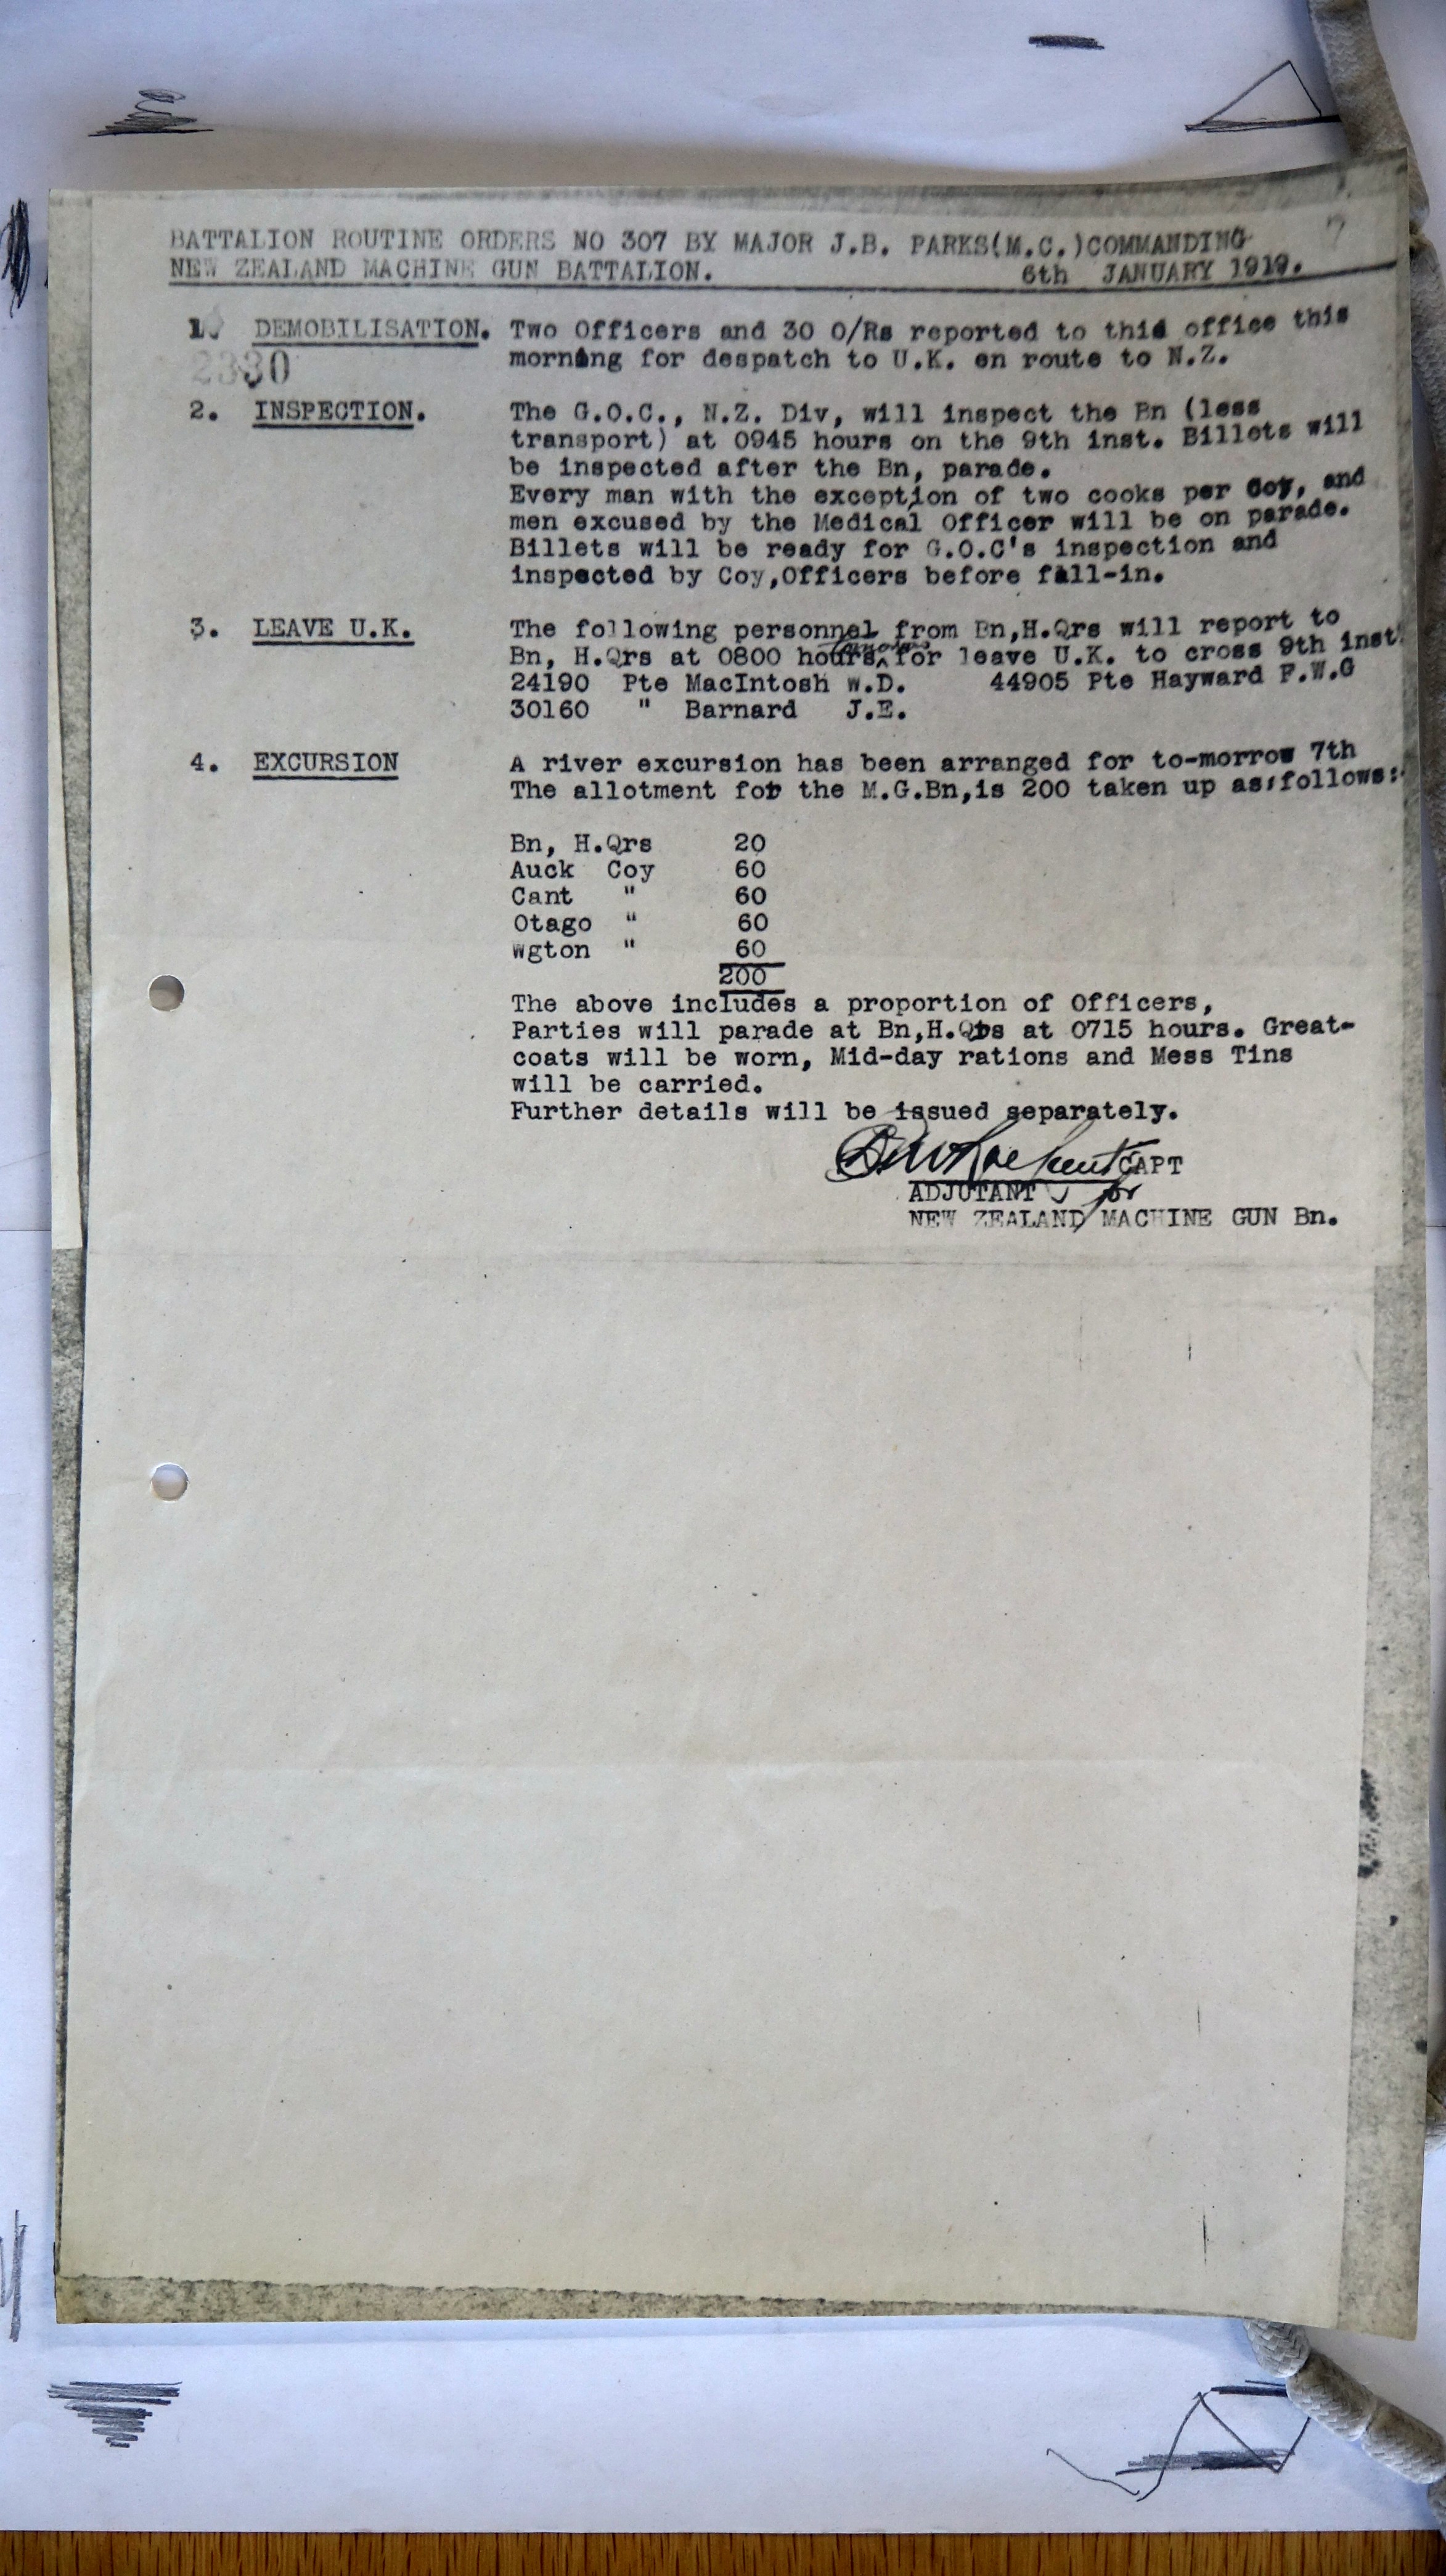 7
BATTALION ROUTINE ORDERS NO 307 BY MAJOR J.B. PARKS(M.C.)COMMANDING
NEW ZEALAND MACHINE GUN BATTALION. 6th JANUARY 1919.
1. DEMOBILISATION. Two Officers and 30 O/Rs reported to this office this
morning for despatch to U.K. en route to N.Z.
2330
2. INSPECTION. The G.O.C., N.Z. Div, will inspect the Bn (less
transport) at 0945 hours on the 9th inst. Billets will
be inspected after the Bn, parade.
Every man with the exception of two cooks per Coy, and
men excused by the Medical Officer will be on parade.
Billets will be ready for G.O.C's inspection and
inspected by Coy,Officers before fall-in.
3. LEAVE U.K. The following personnel from Bn,H.Qrs will report to
Bn, H.Qrs at 0800 hours tomorrow for leave U.K. to cross 9th inst.
24190 Pte MacIntosh W.D. 44905 Pte Hayward F.W.G
30160 " Barnard J.E.
4. EXCURSION A river excursion has been arranged for to-morrow 7th
The allotment for the M.G.Bn,is 200 taken up as follows:-
Bn, H.Qrs 20
Auck Coy 60
Cant " 60
Otago " 60
Wgton " 60
200
The above includes a proportion of Officers,
Parties will parade at Bn,H.Qrs at 0715 hours. Great-
coats will be worn, Mid-day rations and Mess Tins
will be carried.
Further details will be issued separately.
CAPT
ADJUTANT for
NEW ZEALAND MACHINE GUN Bn.